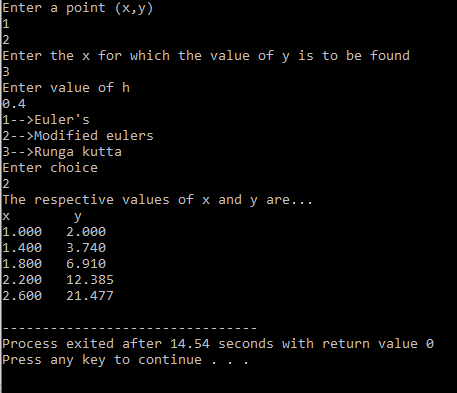 Enter a point (x,y)
1
2
Enter the x for which the value of y is to be found
3
Enter value of h
0.4
1-->Euler's
2-->Modified eulers
3-->Runga kutta
Enter choice
2
The respective values of x and y are...
x        y
1.000   2.000
1.400   3.740
1.800   6.910
2.200   12.385
2.600   21.477
--------------------------------
Process exited after 14.54 seconds with return value 0
Press any key to continue . . .